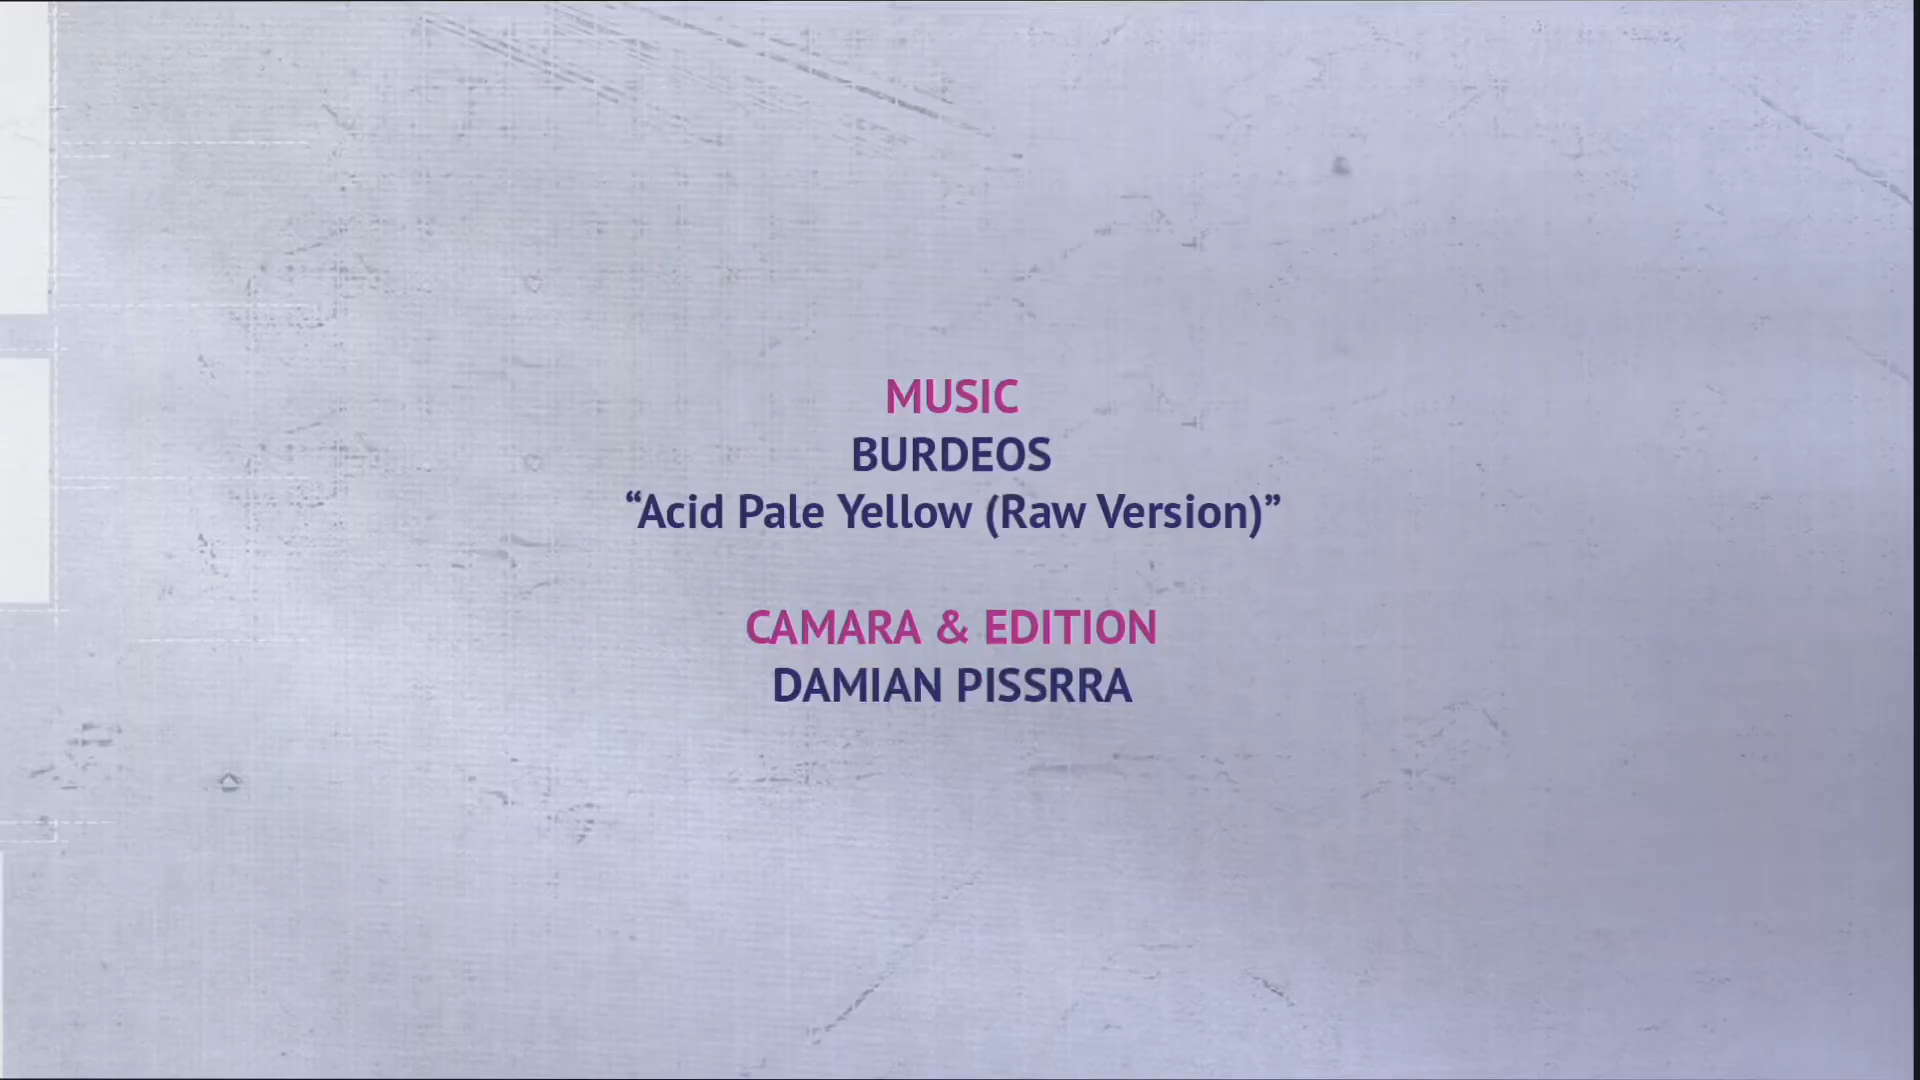 MUSIC
BURDEOS
“Acid Pale Yellow (Raw Version)”
CAMARA & EDITION
DAMIAN PISSRRA